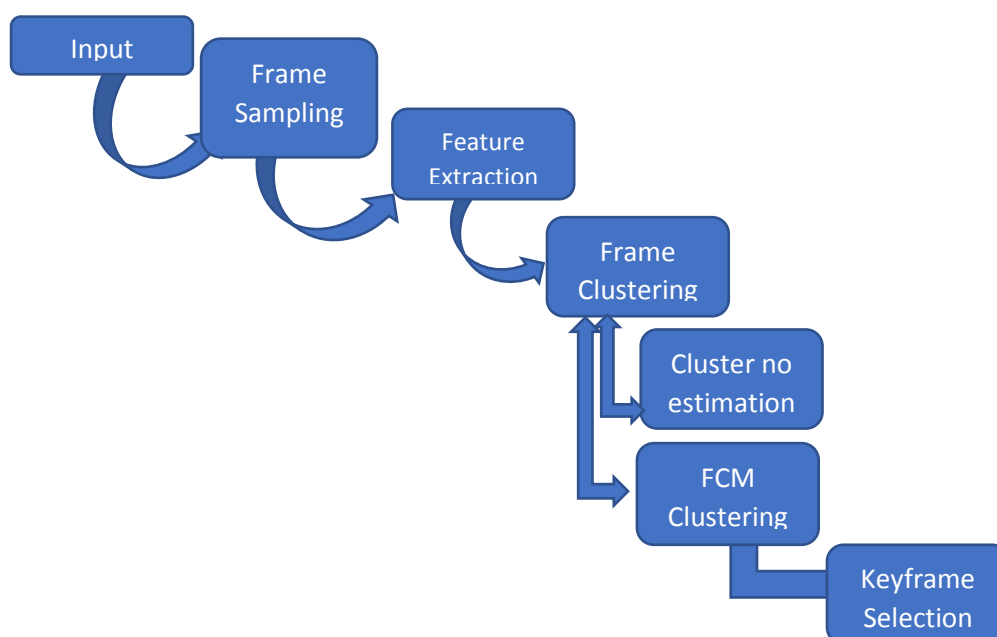 Input
Frame
Sampling
Feature
Extraction
Frame
Clustering
Cluster no
estimation
FCM
Clustering
Keyframe
Selection